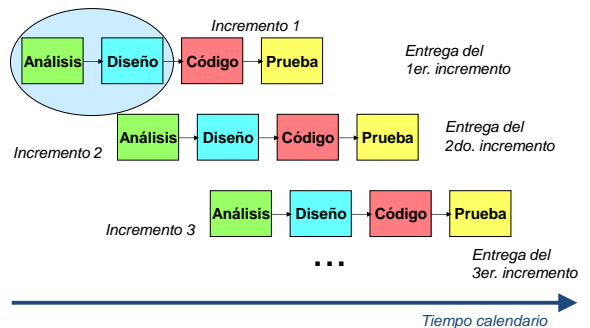 Incremento 1
Análisis Diseño Código Prueba
Entrega del
1er. incremento
Análisis Diseño Código Prueba
Incremento 2
Entrega del
2do. incremento
Análisis Diseño Código Prueba
Incremento 3
...
Entrega del
3er. incremento
Tiempo calendario